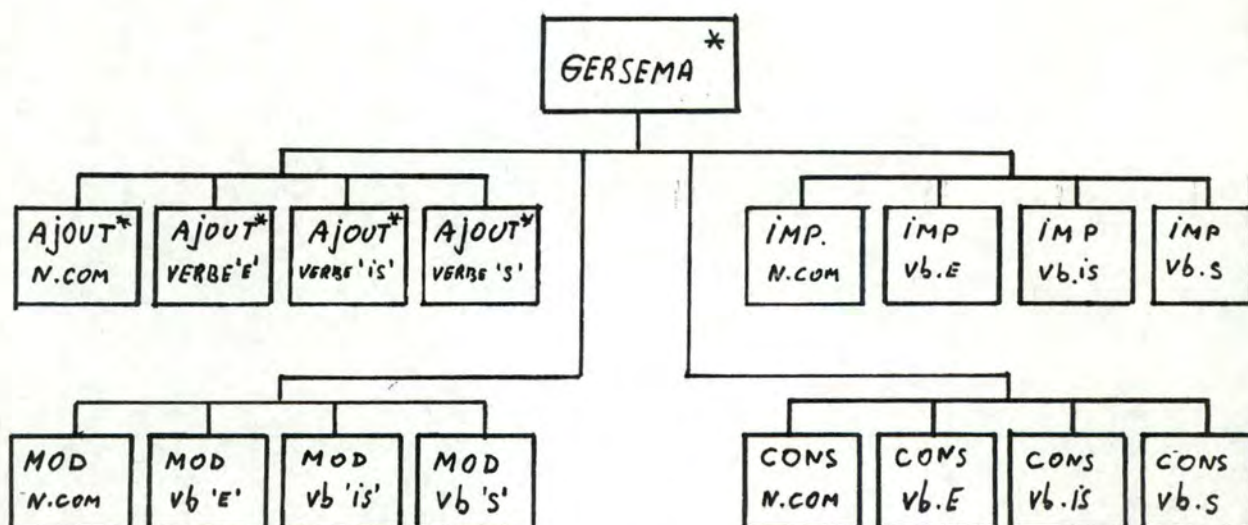 GERSEMA *
AJOUT*
N.COM
AJOUT*
VERBE'E'
AJOUT*
VERBE'iS'
AJOUT*
VERBE 'S'
iMP.
N.COM
iMP
Vb.E
iMP
Vb.iS
iMP
Vb.S
MOD
N.COM
MOD
Vb 'E'
MOD
Vb 'iS'
MOD
Vb 'S'
CONS
N.COM
CONS
Vb.E
CONS
Vb.iS
CONS
Vb.S